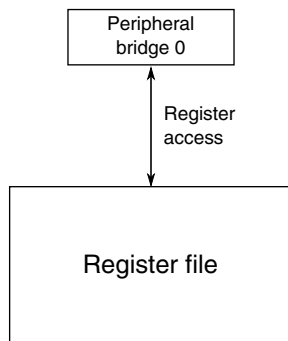 Peripheral
bridge 0
Register
access
Register file